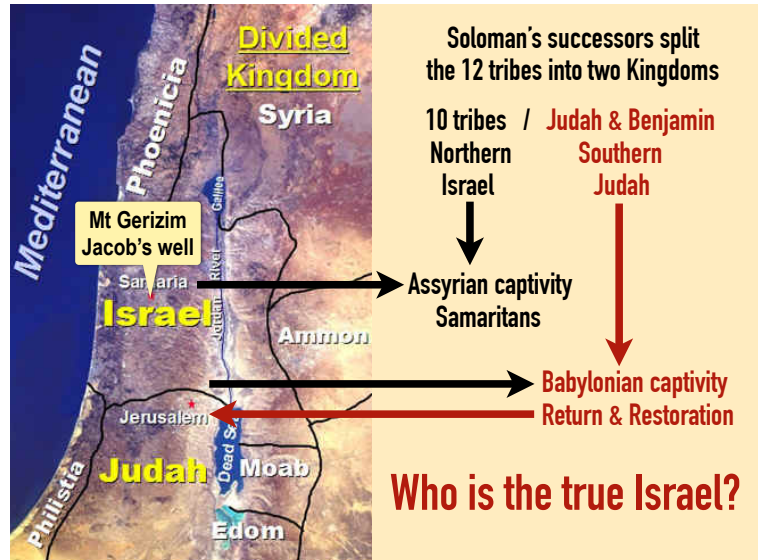 Divided
Kingdom
Syria
Phoenicia
Mediterranean
Galilee
Mt Gerizim
Jacob's well
Samaria
River
Jordan
Israel
Ammon
Jerusalem
Dead Sea
Judah
Moab
Philistia
Edom
Soloman's successors split
the 12 tribes into two Kingdoms
10 tribes / Judah & Benjamin
Northern Southern
Israel Judah
Assyrian captivity
Samaritans
Babylonian captivity
Return & Restoration
Who is the true Israel?